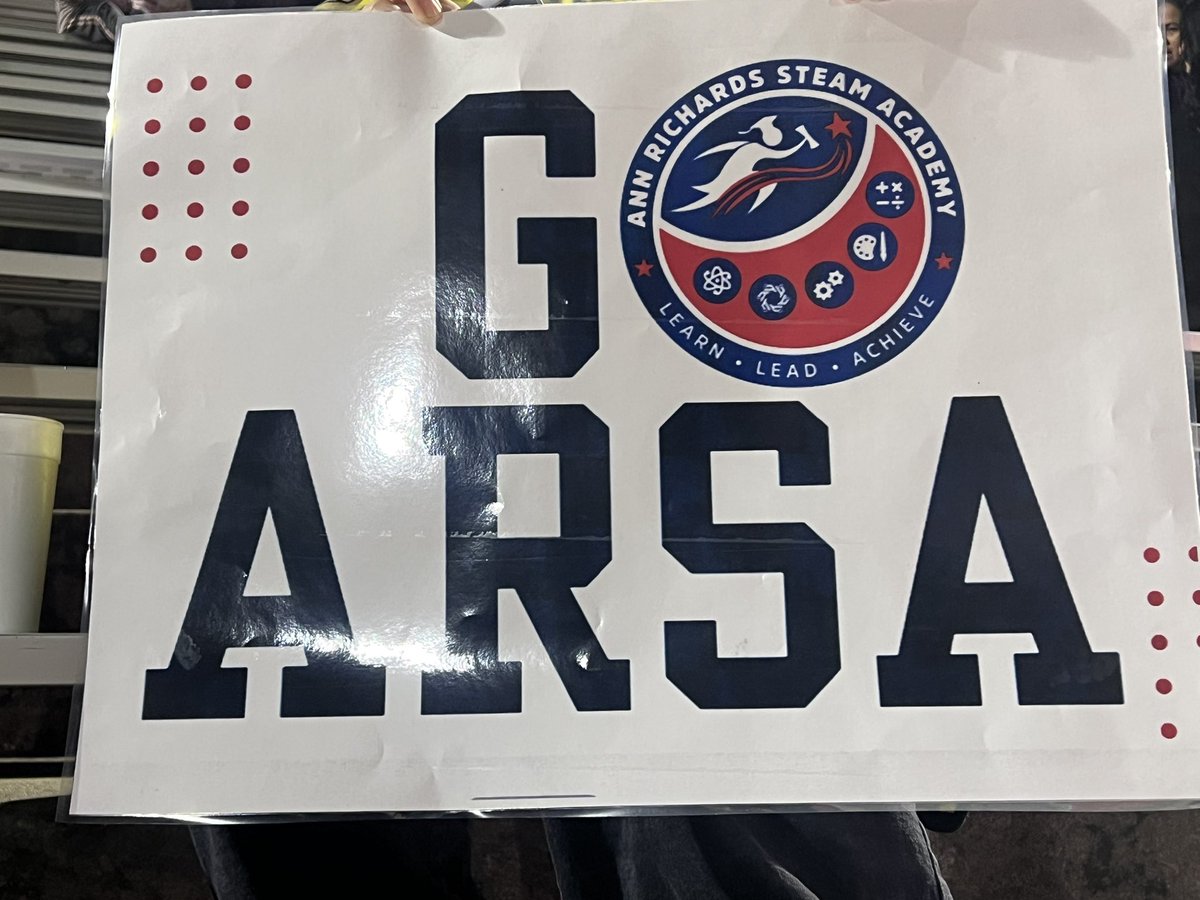 GO
ANN RICHARDS STEAM ACADEMY
LEARN • LEAD • ACHIEVE
ARSA